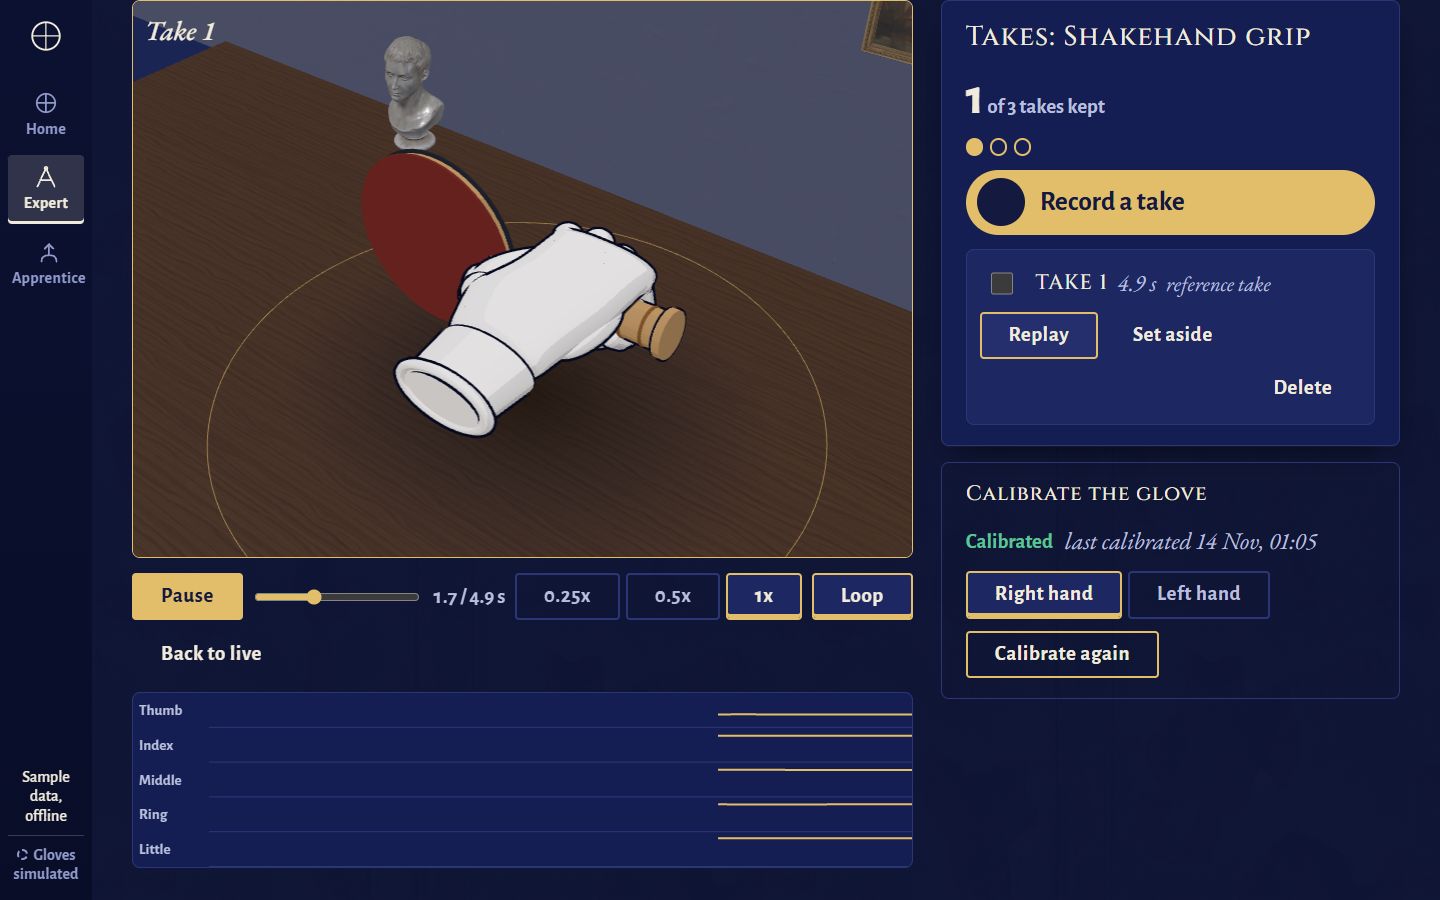 Home
Expert
Apprentice
Sample
data,
offline
Gloves
simulated
Take 1
Pause
1.7 / 4.9 s
0.25x
0.5x
1x
Loop
Back to live
Thumb
Index
Middle
Ring
Little
Takes: Shakehand grip
1 of 3 takes kept
Record a take
TAKE 1 4.9 s reference take
Replay
Set aside
Delete
Calibrate the glove
Calibrated last calibrated 14 Nov, 01:05
Right hand
Left hand
Calibrate again